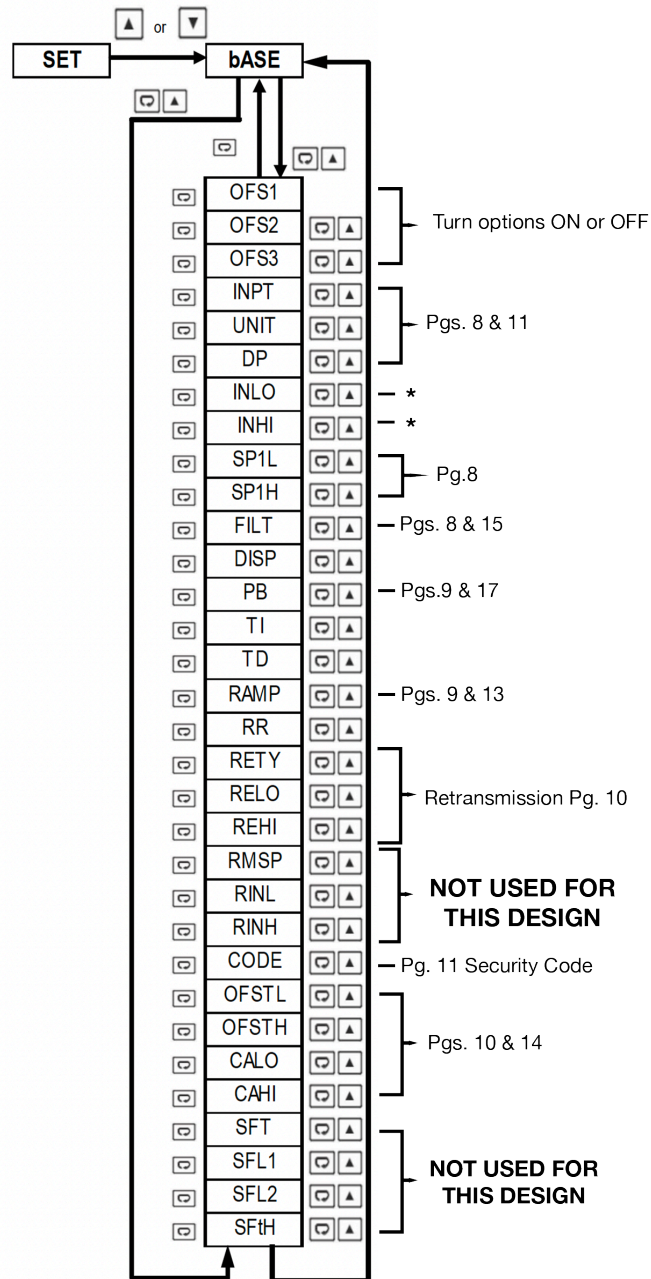 or
SET
bASE
OFS1
OFS2
OFS3
Turn options ON or OFF
INPT
UNIT
DP
Pgs. 8 & 11
INLO
*
INHI
*
SP1L
SP1H
Pg.8
FILT
Pgs. 8 & 15
DISP
PB
Pgs.9 & 17
TI
TD
RAMP
Pgs. 9 & 13
RR
RETY
RELO
REHI
Retransmission Pg. 10
RMSP
RINL
RINH
NOT USED FOR
THIS DESIGN
CODE
Pg. 11 Security Code
OFSTL
OFSTH
CALO
CAHI
Pgs. 10 & 14
SFT
SFL1
SFL2
SFtH
NOT USED FOR
THIS DESIGN